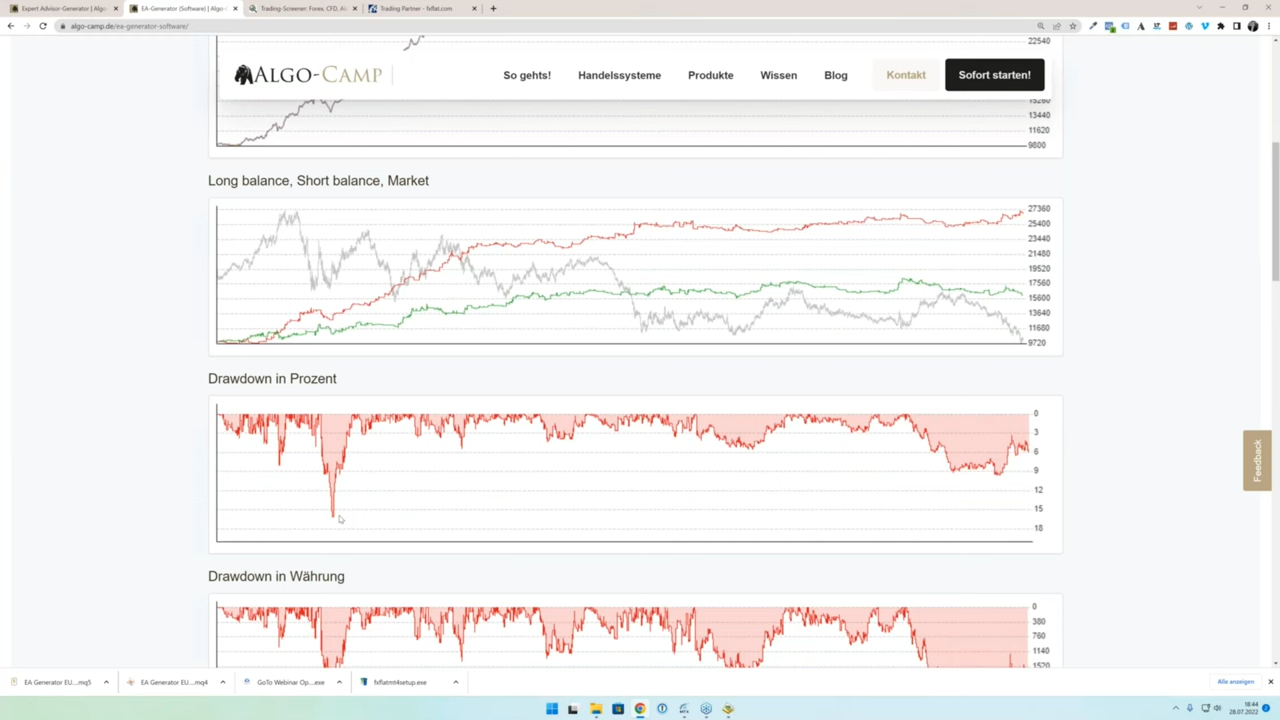 Expert Advisor-Generator | Algo-
EA-Generator (Software) | Algo-
Trading-Screener: Forex, CFD, Al
Trading Partner - fxflat.com
algo-camp.de/ea-generator-software/
22540
ALGO-CAMP
So gehts!
Handelssysteme
Produkte
Wissen
Blog
Kontakt
Sofort starten!
15260
13440
11620
9800
Long balance, Short balance, Market
27360
25400
23440
21480
19520
17560
15600
13640
11680
9720
Drawdown in Prozent
0
3
6
9
12
15
18
Feedback
Drawdown in Währung
0
380
760
1140
1520
EA Generator EU....mq5
EA Generator EU....mq4
GoTo Webinar Op....exe
fxflatmt4setup.exe
Alle anzeigen
18:44
28.07.2022